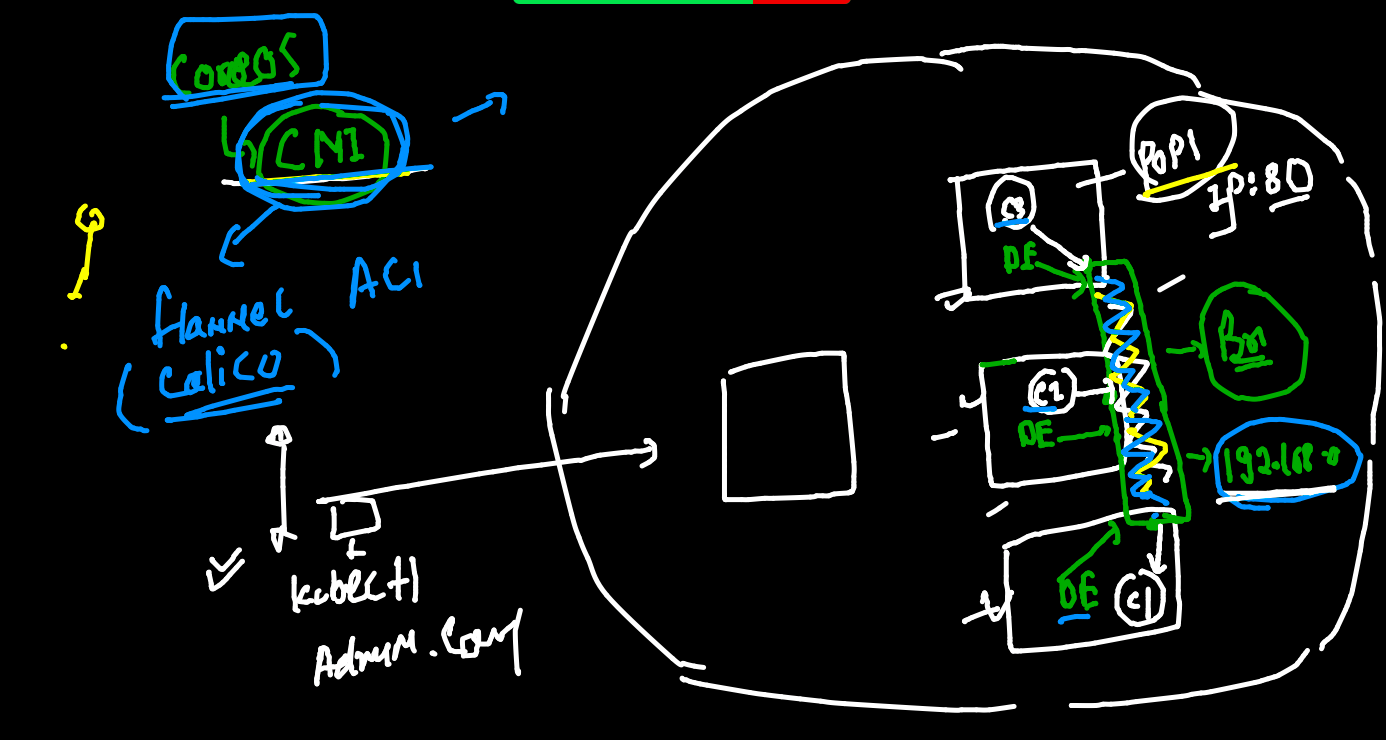 CoreOS
CNI
flannel
ACI
calico
kubectl
Admin.conf
POP1
IP:80
C3
DE
Bm
C2
DE
192.168.0
DE
C1